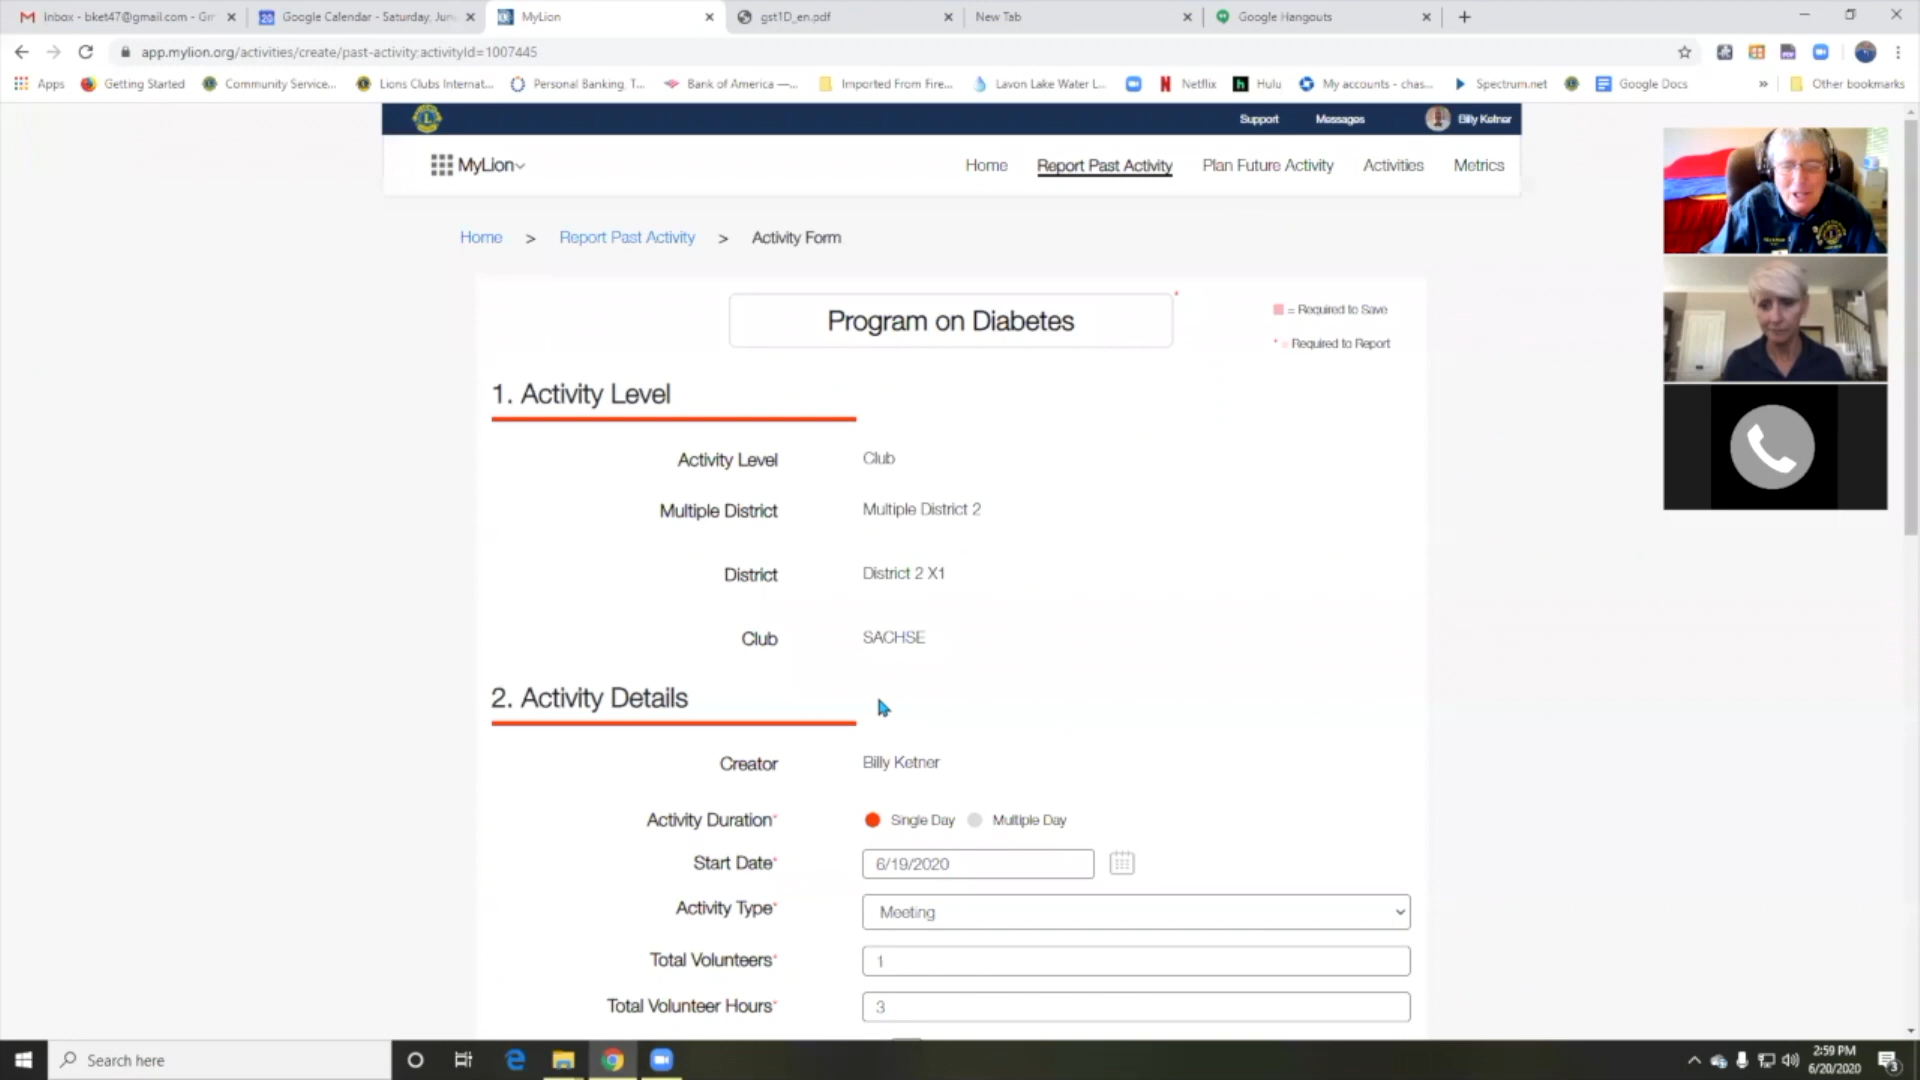 Inbox - bket47@gmail.com - Gm
Google Calendar - Saturday, June
MyLion
gst1D_en.pdf
New Tab
Google Hangouts
app.mylion.org/activities/create/past-activity;activityId=1007445
Apps
Getting Started
Community Service...
Lions Clubs Internat...
Personal Banking, T...
Bank of America —...
Imported From Fire...
Lavon Lake Water L...
Netflix
Hulu
My accounts - chas...
Spectrum.net
Google Docs
»
Other bookmarks
Support
Messages
Billy Ketner
MyLion
Home
Report Past Activity
Plan Future Activity
Activities
Metrics
Home > Report Past Activity > Activity Form
Program on Diabetes *
= Required to Save
* = Required to Report
1. Activity Level
Activity Level Club
Multiple District Multiple District 2
District District 2 X1
Club SACHSE
2. Activity Details
Creator Billy Ketner
Activity Duration* Single Day Multiple Day
Start Date* 6/19/2020
Activity Type* Meeting
Total Volunteers* 1
Total Volunteer Hours* 3
Search here
2:59 PM
6/20/2020
3